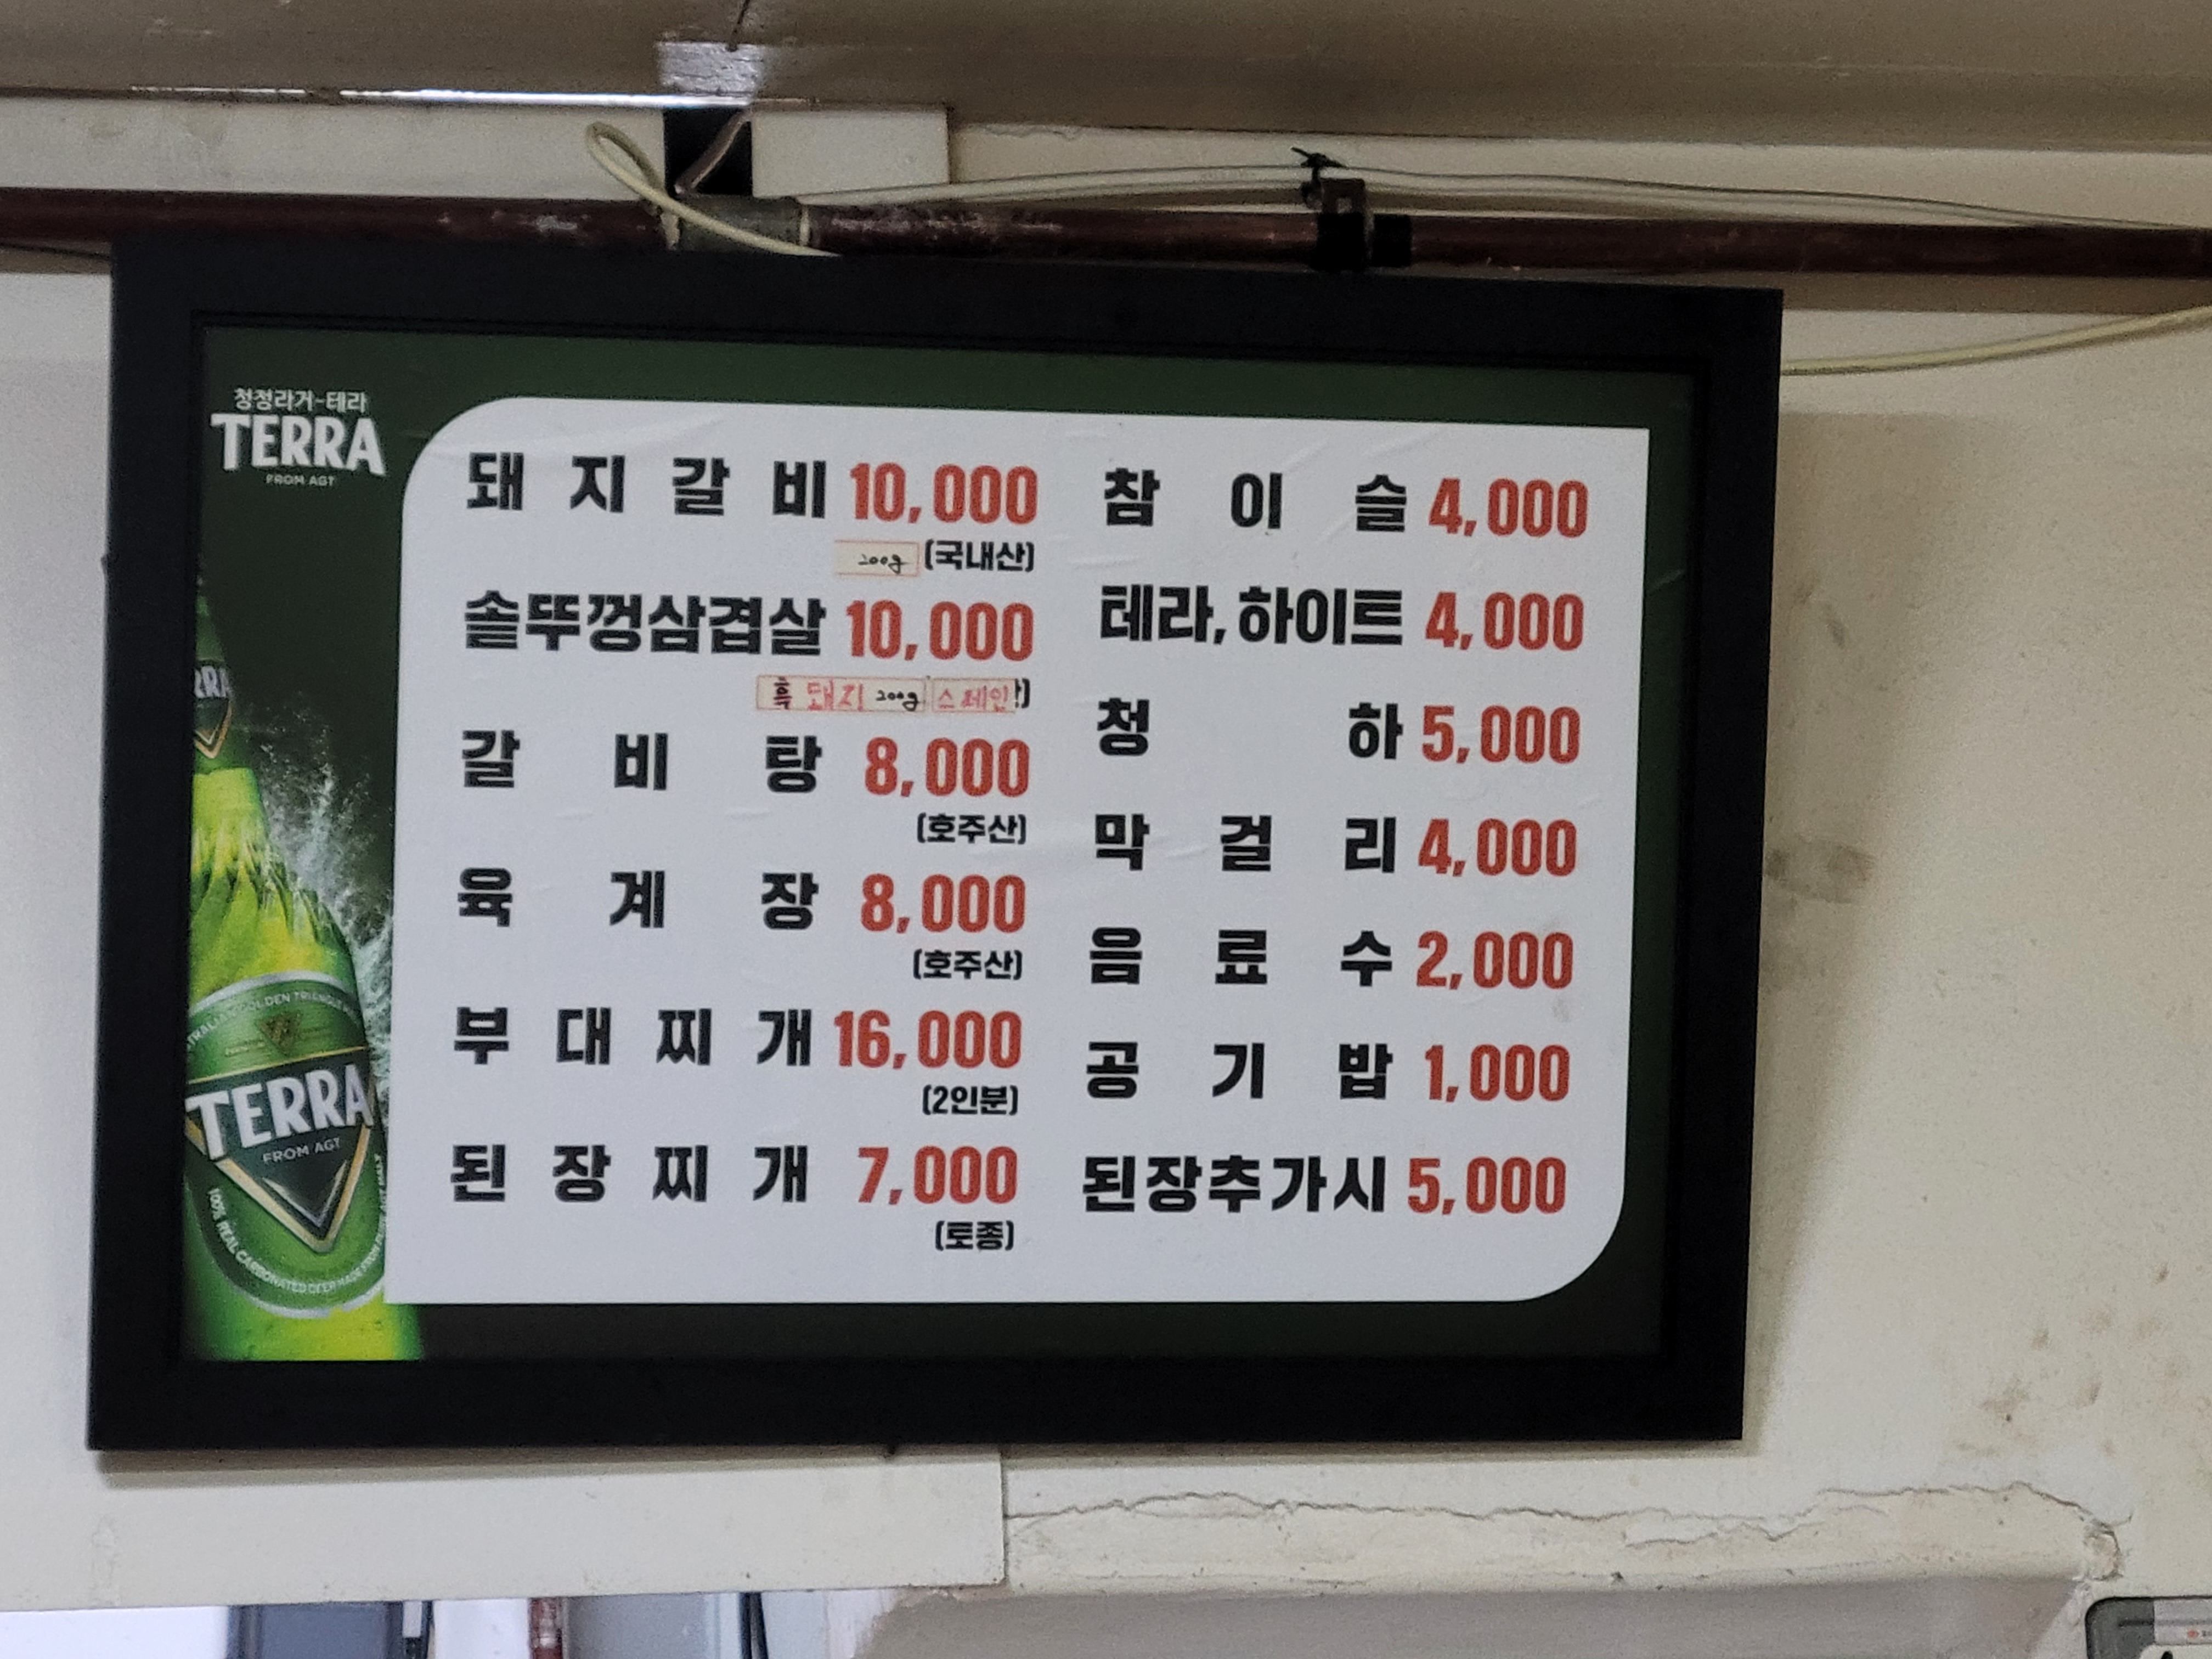 청정라거-테라
TERRA
FROM AGT
돼지갈비 10,000
200g (국내산)
솥뚜껑삼겹살 10,000
흑돼지 200g 스페인
갈비탕 8,000
(호주산)
육계장 8,000
(호주산)
부대찌개 16,000
(2인분)
된장찌개 7,000
(토종)
참이슬 4,000
테라, 하이트 4,000
청하 5,000
막걸리 4,000
음료수 2,000
공기밥 1,000
된장추가시 5,000
TERRA
FROM AGT